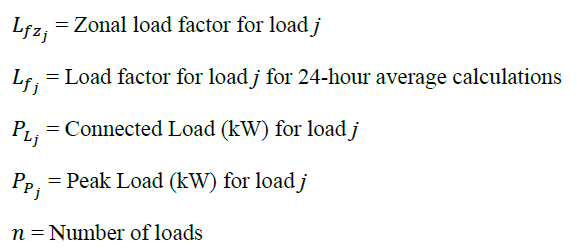 L_{fz_j} = Zonal load factor for load j
L_{f_j} = Load factor for load j for 24-hour average calculations
P_{L_j} = Connected Load (kW) for load j
P_{P_j} = Peak Load (kW) for load j
n = Number of loads